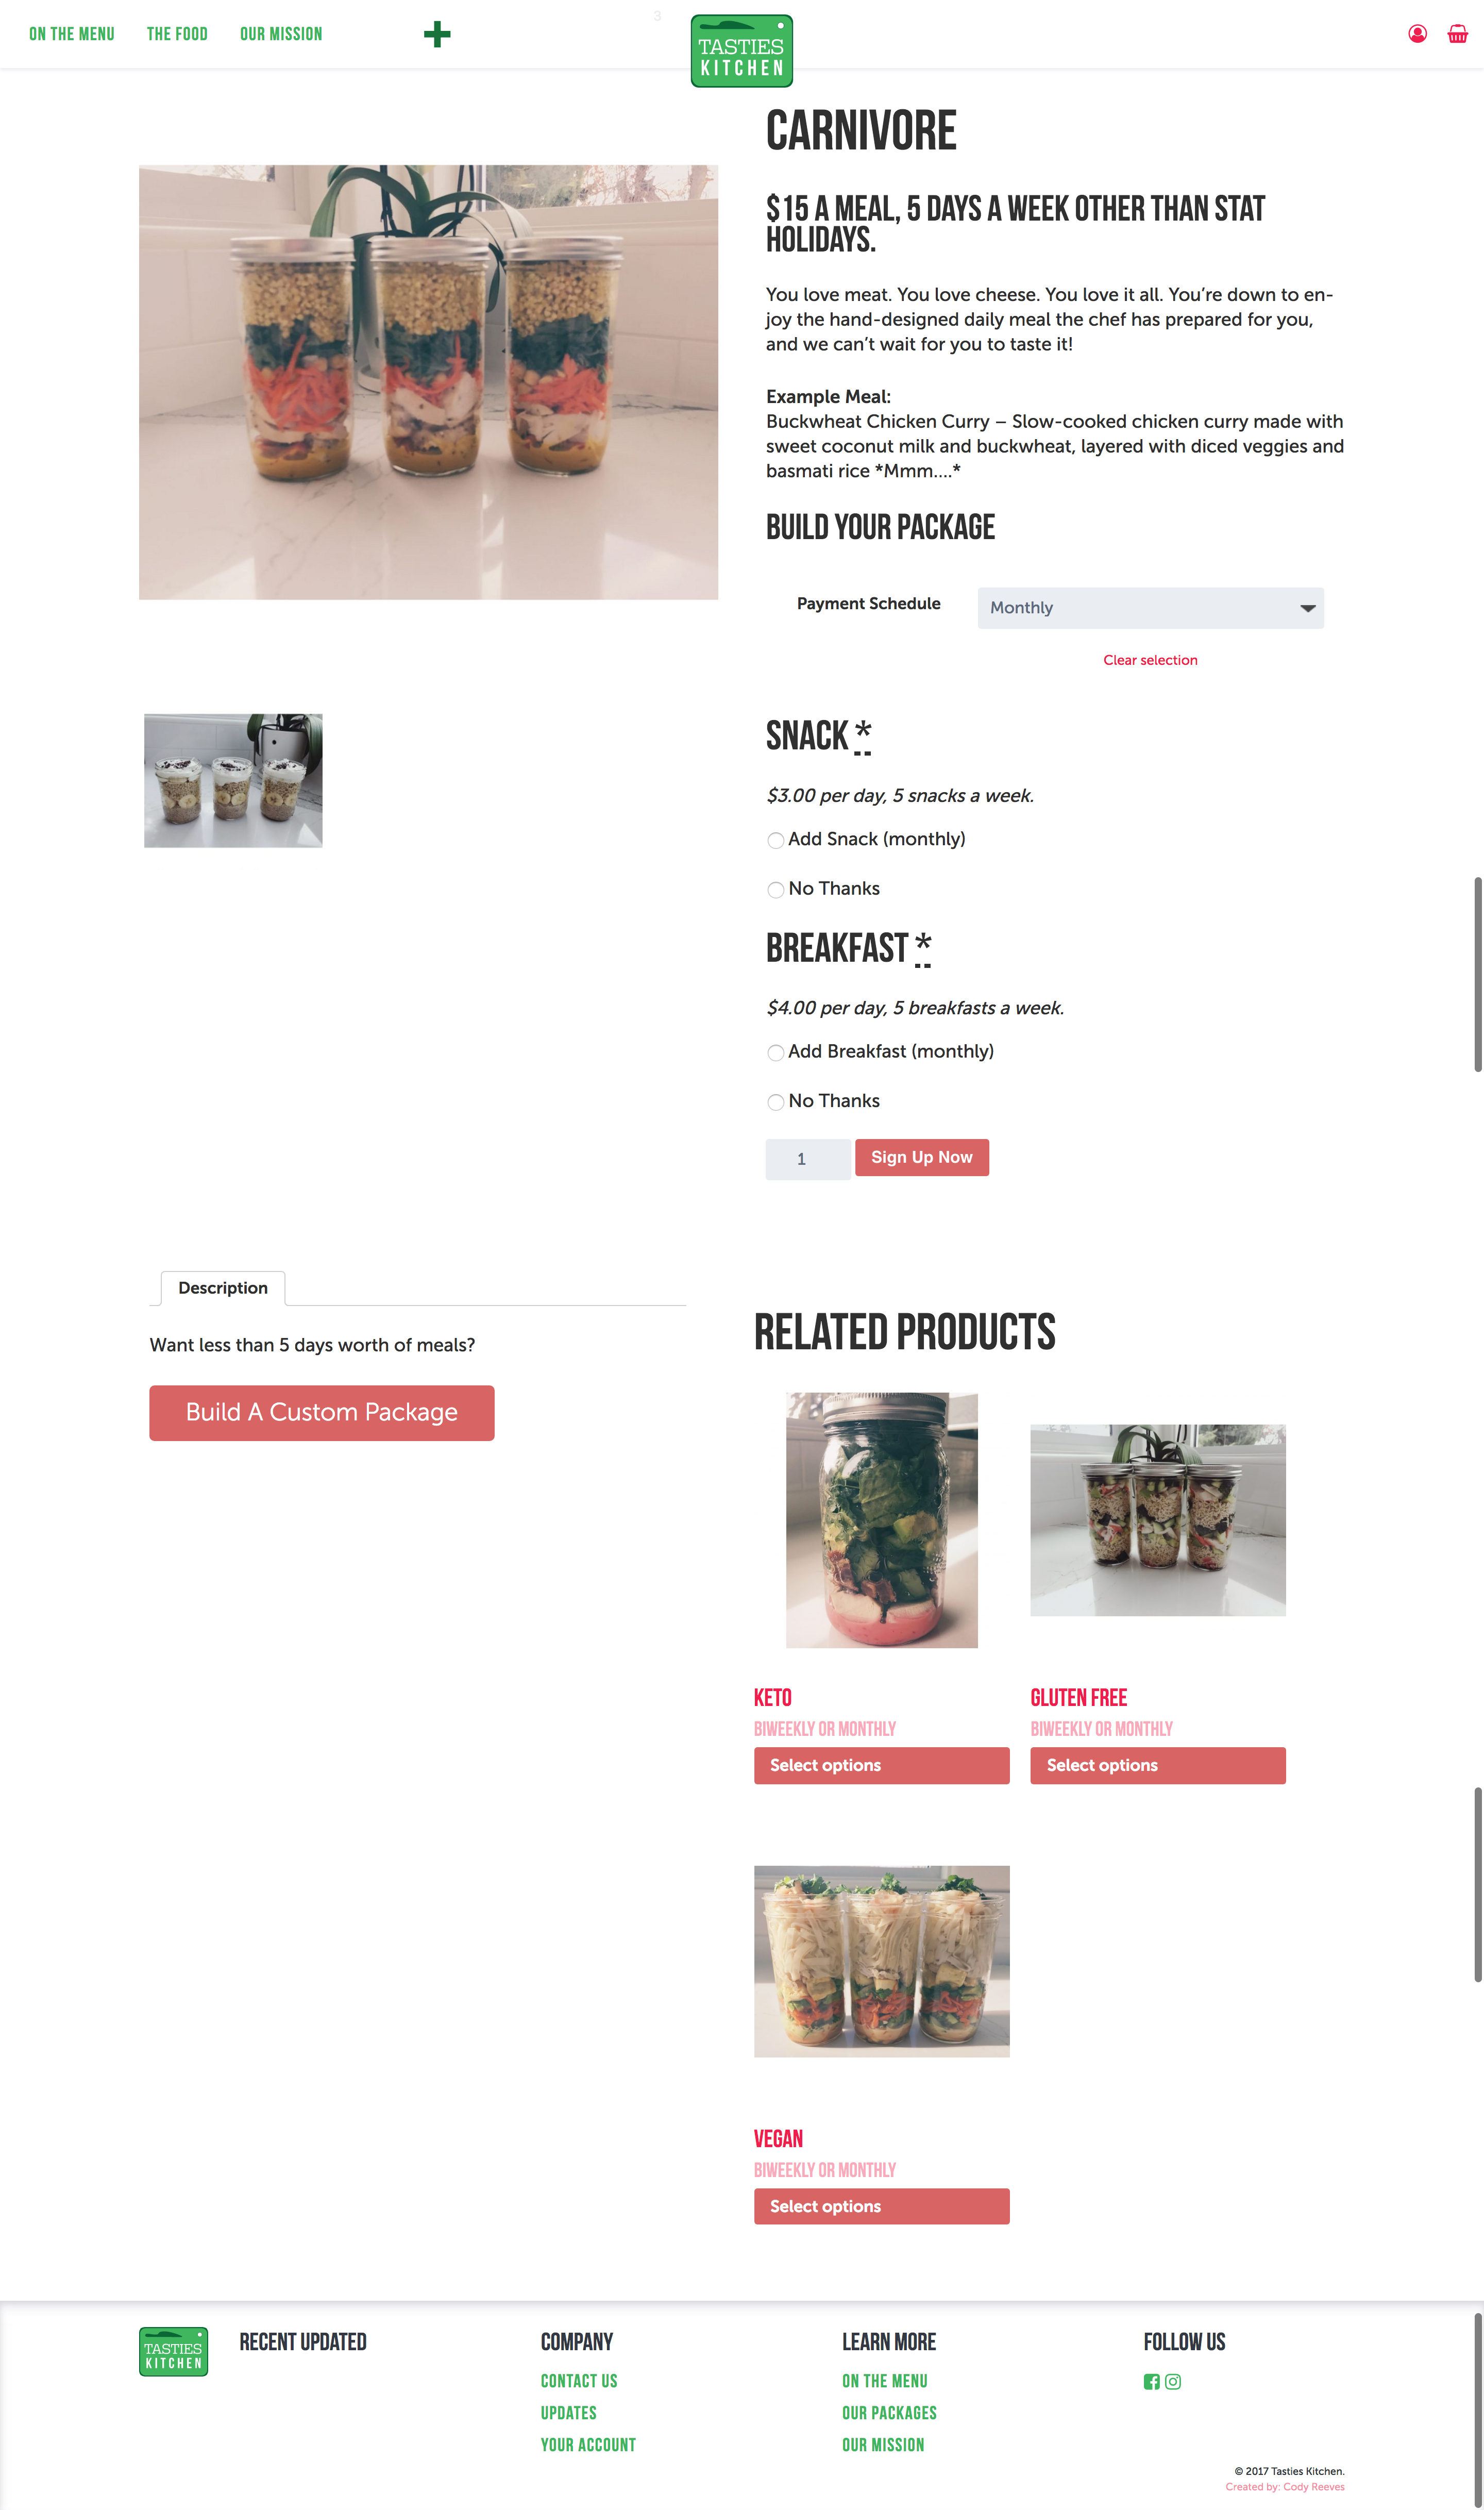 ON THE MENU
THE FOOD
OUR MISSION
3
TASTIES
KITCHEN
CARNIVORE
$15 A MEAL, 5 DAYS A WEEK OTHER THAN STAT
HOLIDAYS.
You love meat. You love cheese. You love it all. You’re down to en-
joy the hand-designed daily meal the chef has prepared for you,
and we can’t wait for you to taste it!
Example Meal:
Buckwheat Chicken Curry – Slow-cooked chicken curry made with
sweet coconut milk and buckwheat, layered with diced veggies and
basmati rice *Mmm....*
BUILD YOUR PACKAGE
Payment Schedule
Monthly
Clear selection
SNACK *
$3.00 per day, 5 snacks a week.
Add Snack (monthly)
No Thanks
BREAKFAST *
$4.00 per day, 5 breakfasts a week.
Add Breakfast (monthly)
No Thanks
1
Sign Up Now
Description
Want less than 5 days worth of meals?
Build A Custom Package
RELATED PRODUCTS
KETO
BIWEEKLY OR MONTHLY
Select options
GLUTEN FREE
BIWEEKLY OR MONTHLY
Select options
VEGAN
BIWEEKLY OR MONTHLY
Select options
TASTIES
KITCHEN
RECENT UPDATED
COMPANY
CONTACT US
UPDATES
YOUR ACCOUNT
LEARN MORE
ON THE MENU
OUR PACKAGES
OUR MISSION
FOLLOW US
© 2017 Tasties Kitchen.
Created by: Cody Reeves